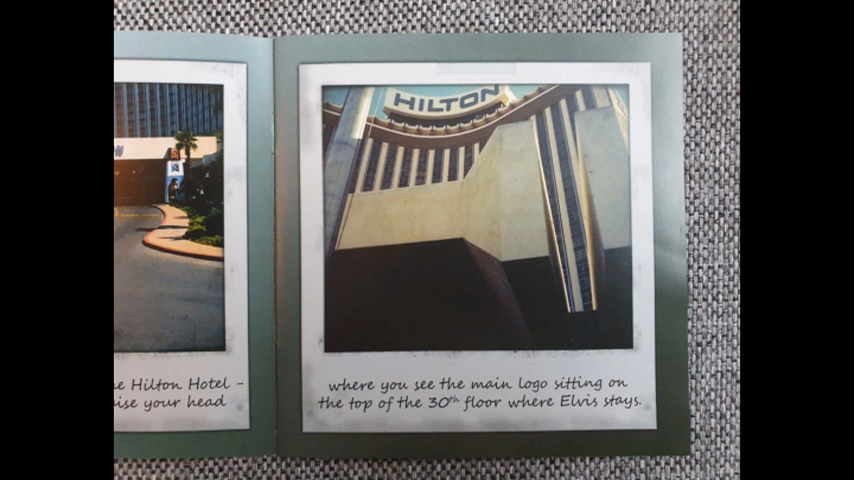 HILTON
he Hilton Hotel -
ise your head
where you see the main logo sitting on
the top of the 30th floor where Elvis stays.